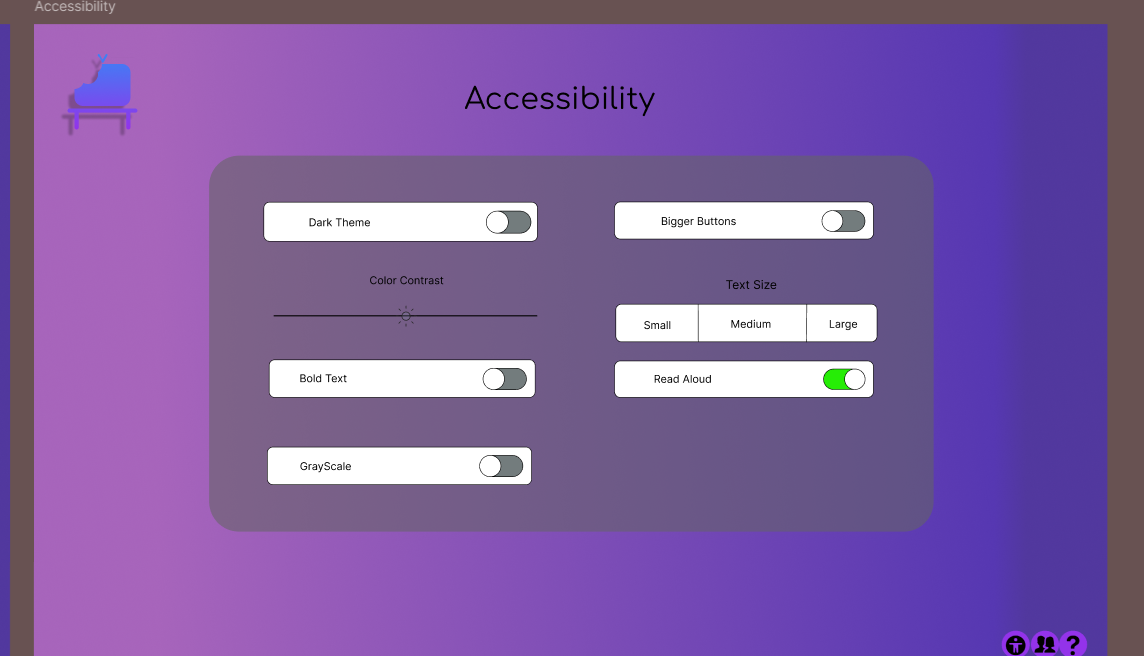 Accessibility
Accessibility
Dark Theme
Bigger Buttons
Color Contrast
Text Size
Small
Medium
Large
Bold Text
Read Aloud
GrayScale
?